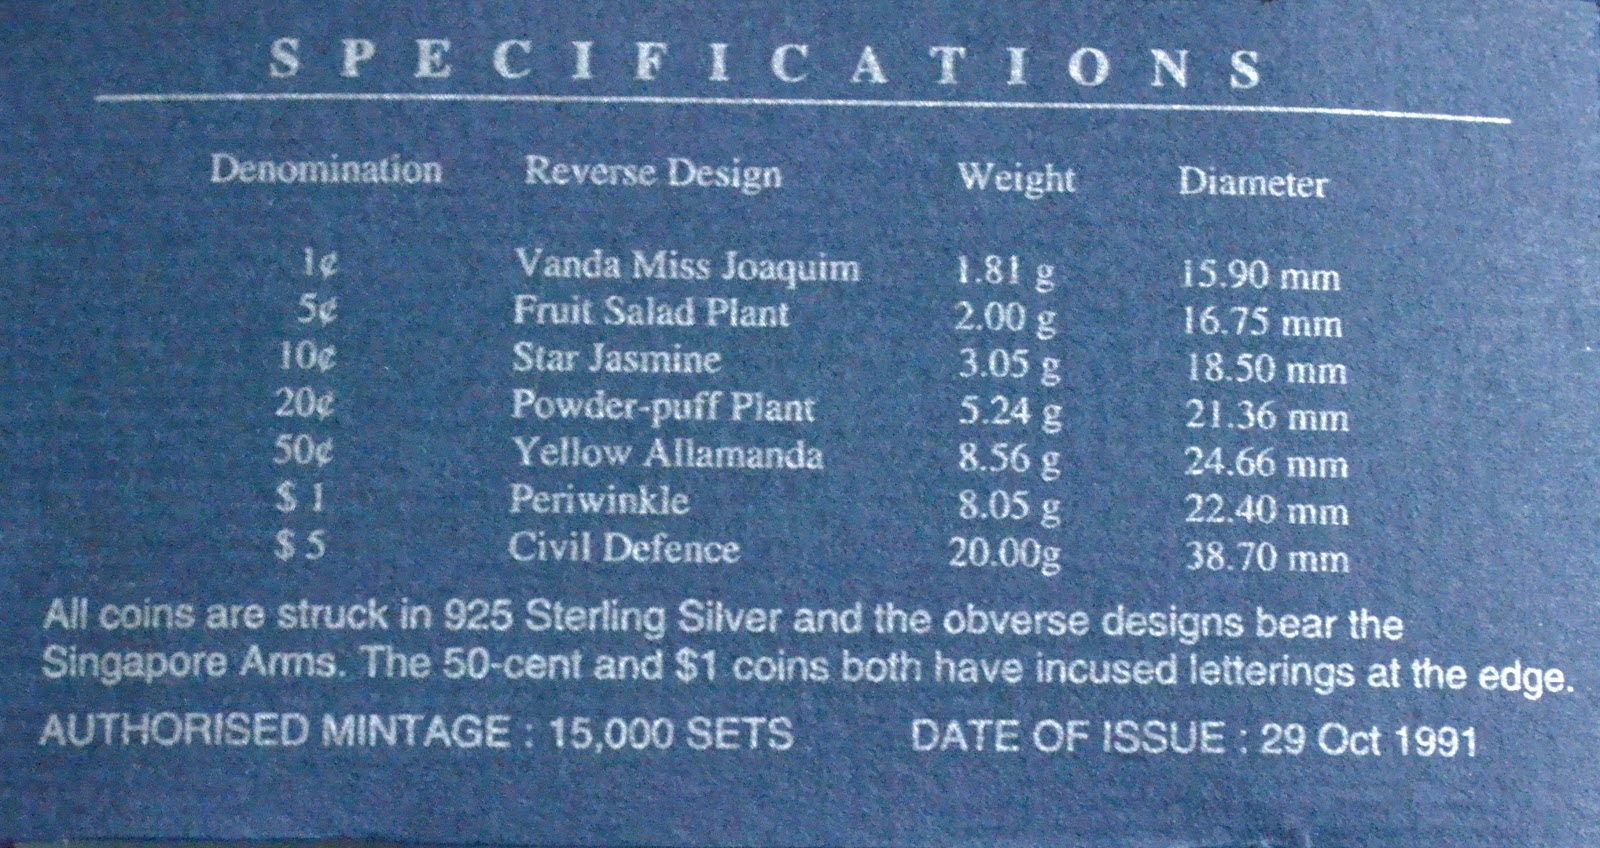 SPECIFICATIONS
Denomination Reverse Design Weight Diameter
1¢ Vanda Miss Joaquim 1.81 g 15.90 mm
5¢ Fruit Salad Plant 2.00 g 16.75 mm
10¢ Star Jasmine 3.05 g 18.50 mm
20¢ Powder-puff Plant 5.24 g 21.36 mm
50¢ Yellow Allamanda 8.56 g 24.66 mm
$ 1 Periwinkle 8.05 g 22.40 mm
$ 5 Civil Defence 20.00g 38.70 mm
All coins are struck in 925 Sterling Silver and the obverse designs bear the
Singapore Arms. The 50-cent and $1 coins both have incused letterings at the edge.
AUTHORISED MINTAGE : 15,000 SETS DATE OF ISSUE : 29 Oct 1991